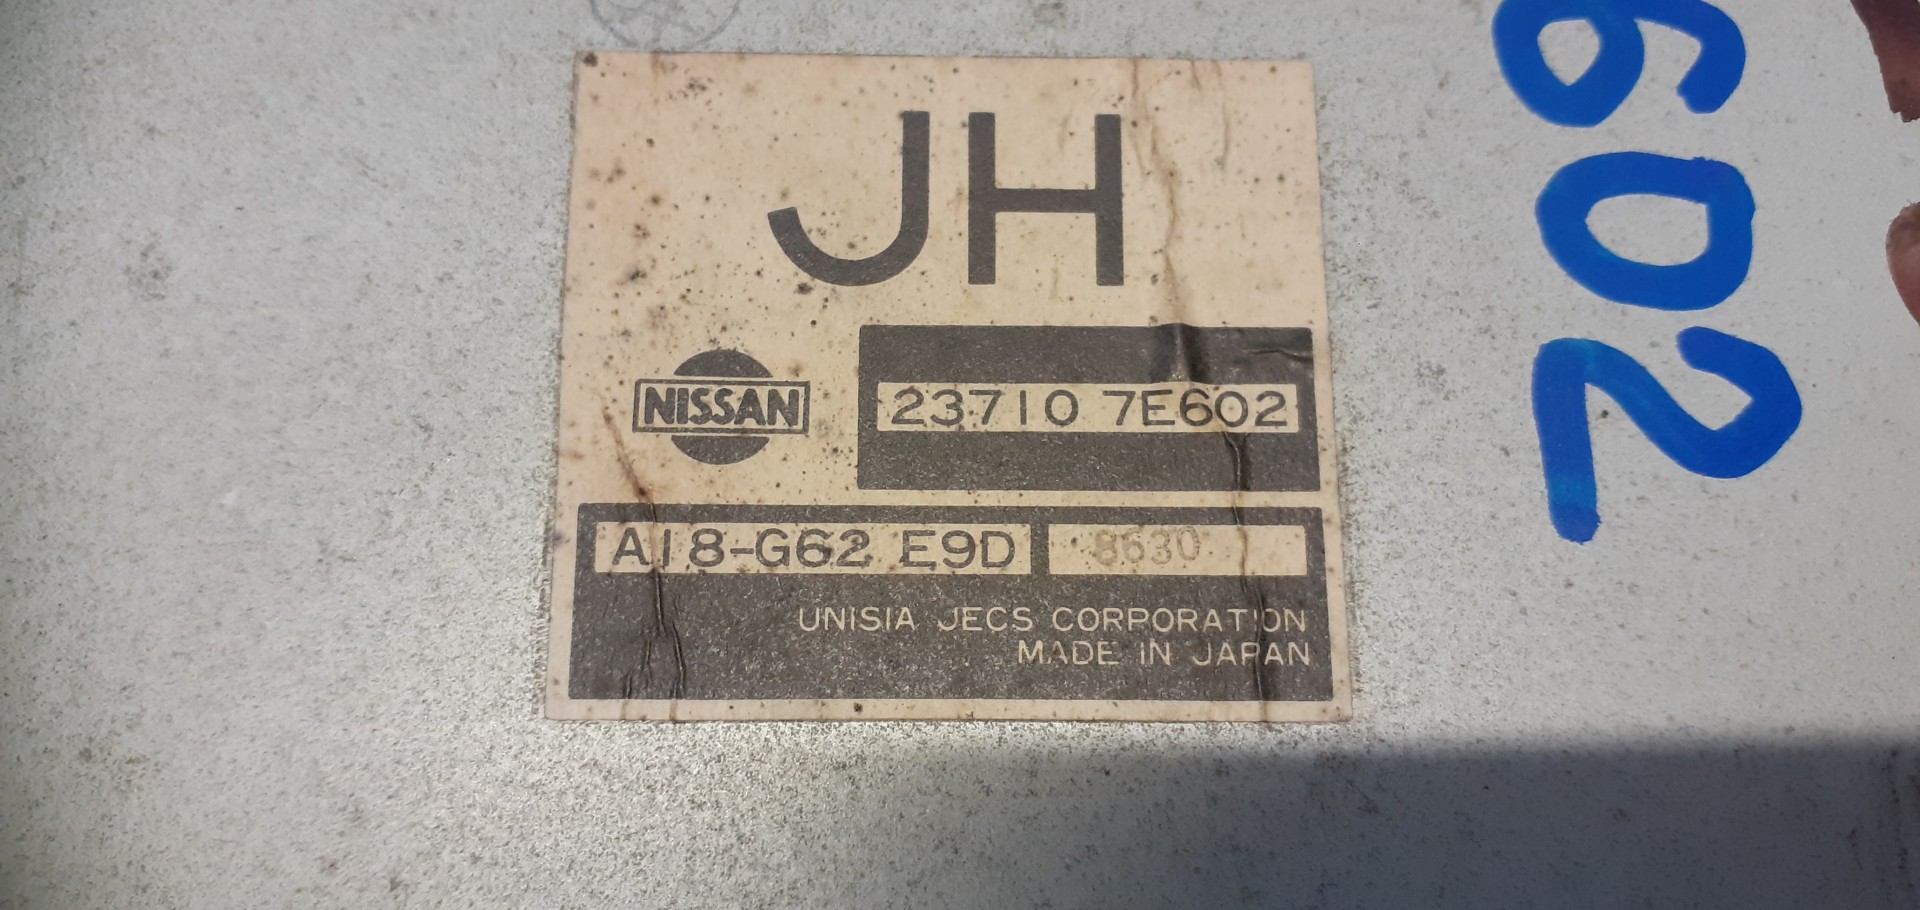 JH
NISSAN
23710 7E602
A18-G62 E9D 8630
UNISIA JECS CORPORATION
MADE IN JAPAN
602